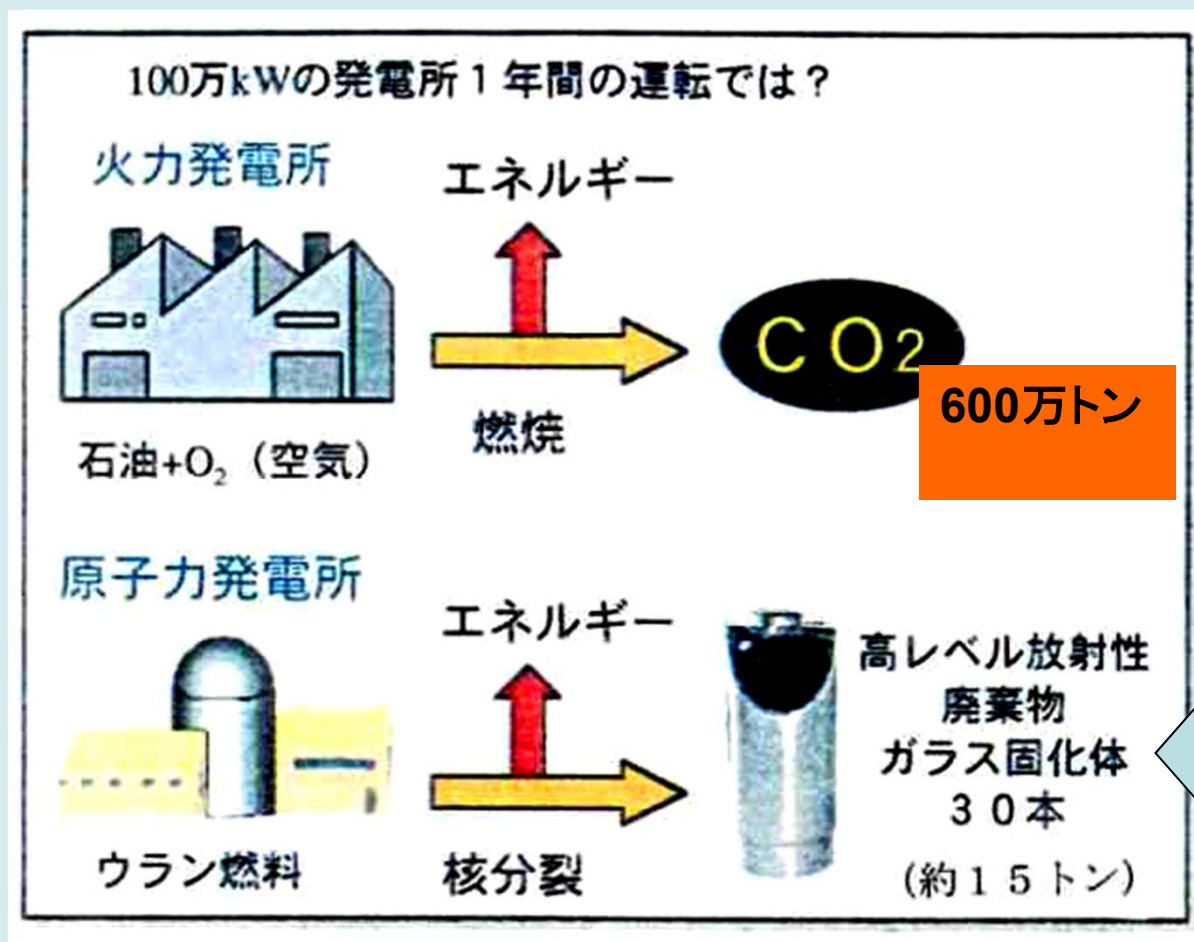 100万kWの発電所１年間の運転では？
火力発電所
エネルギー
CO2
600万トン
燃焼
石油+O₂（空気）
原子力発電所
エネルギー
高レベル放射性
廃棄物
ガラス固化体
３０本
（約１５トン）
ウラン燃料
核分裂